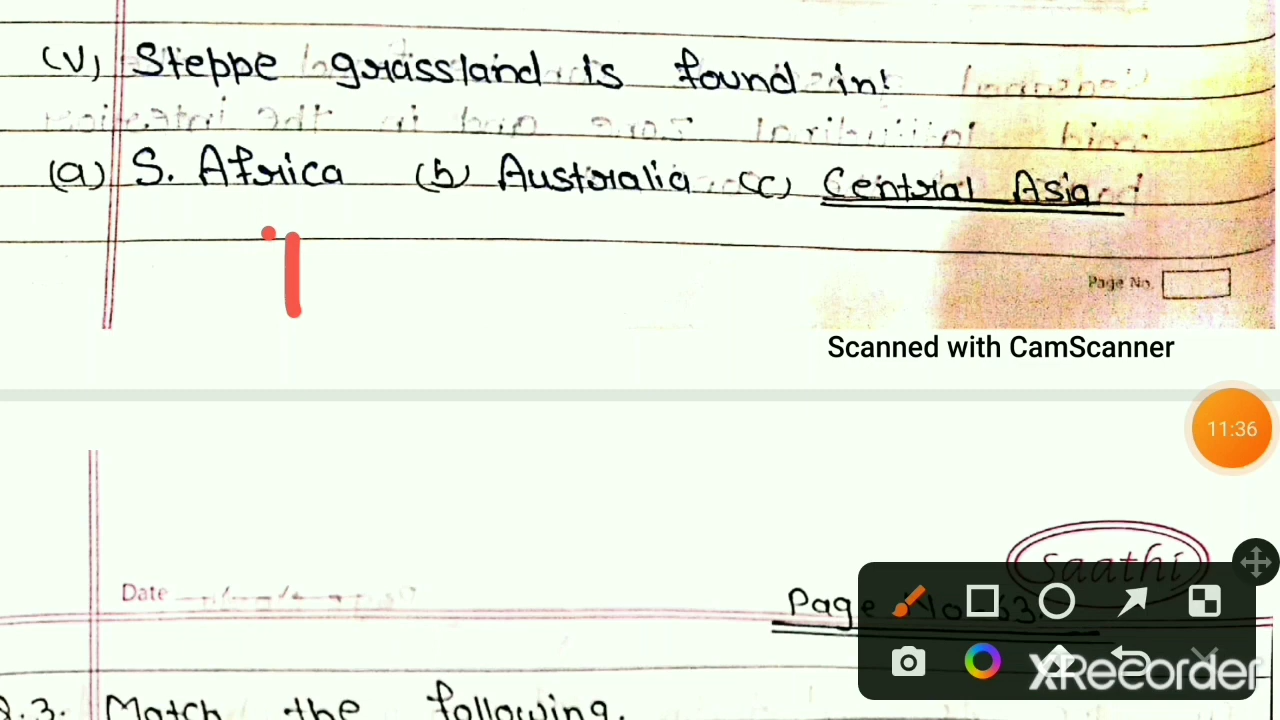 (v) Steppe grassland is found in:
(a) S. Africa (b) Australia (c) Central Asia
Page No.
Scanned with CamScanner
11:36
saathi
Date
Page No-63
XRecorder
Q.3. Match the following.